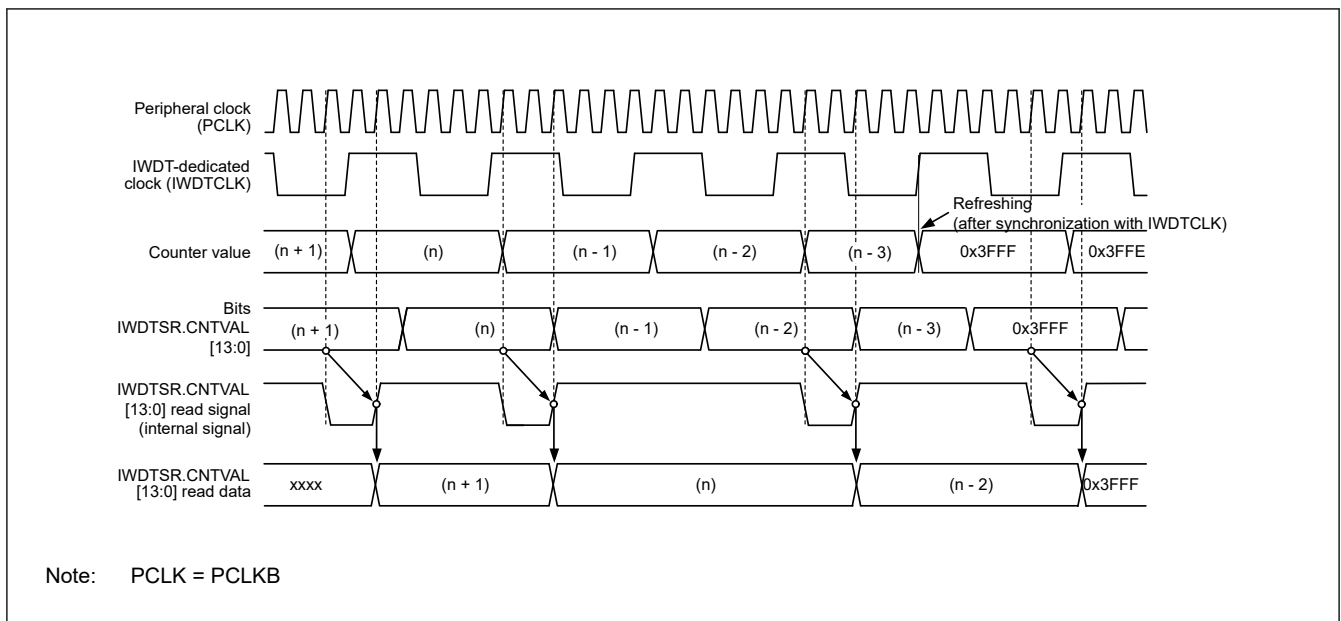 Peripheral clock
(PCLK)
IWDT-dedicated
clock (IWDTCLK)
Refreshing
(after synchronization with IWDTCLK)
Counter value
(n + 1)
(n)
(n - 1)
(n - 2)
(n - 3)
0x3FFF
0x3FFE
Bits
IWDTSR.CNTVAL
[13:0]
(n + 1)
(n)
(n - 1)
(n - 2)
(n - 3)
0x3FFF
IWDTSR.CNTVAL
[13:0] read signal
(internal signal)
IWDTSR.CNTVAL
[13:0] read data
xxxx
(n + 1)
(n)
(n - 2)
0x3FFF
Note: PCLK = PCLKB